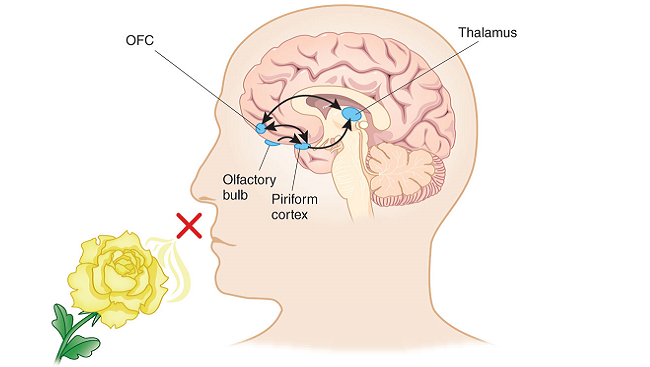 OFC
Thalamus
Olfactory
bulb
Piriform
cortex